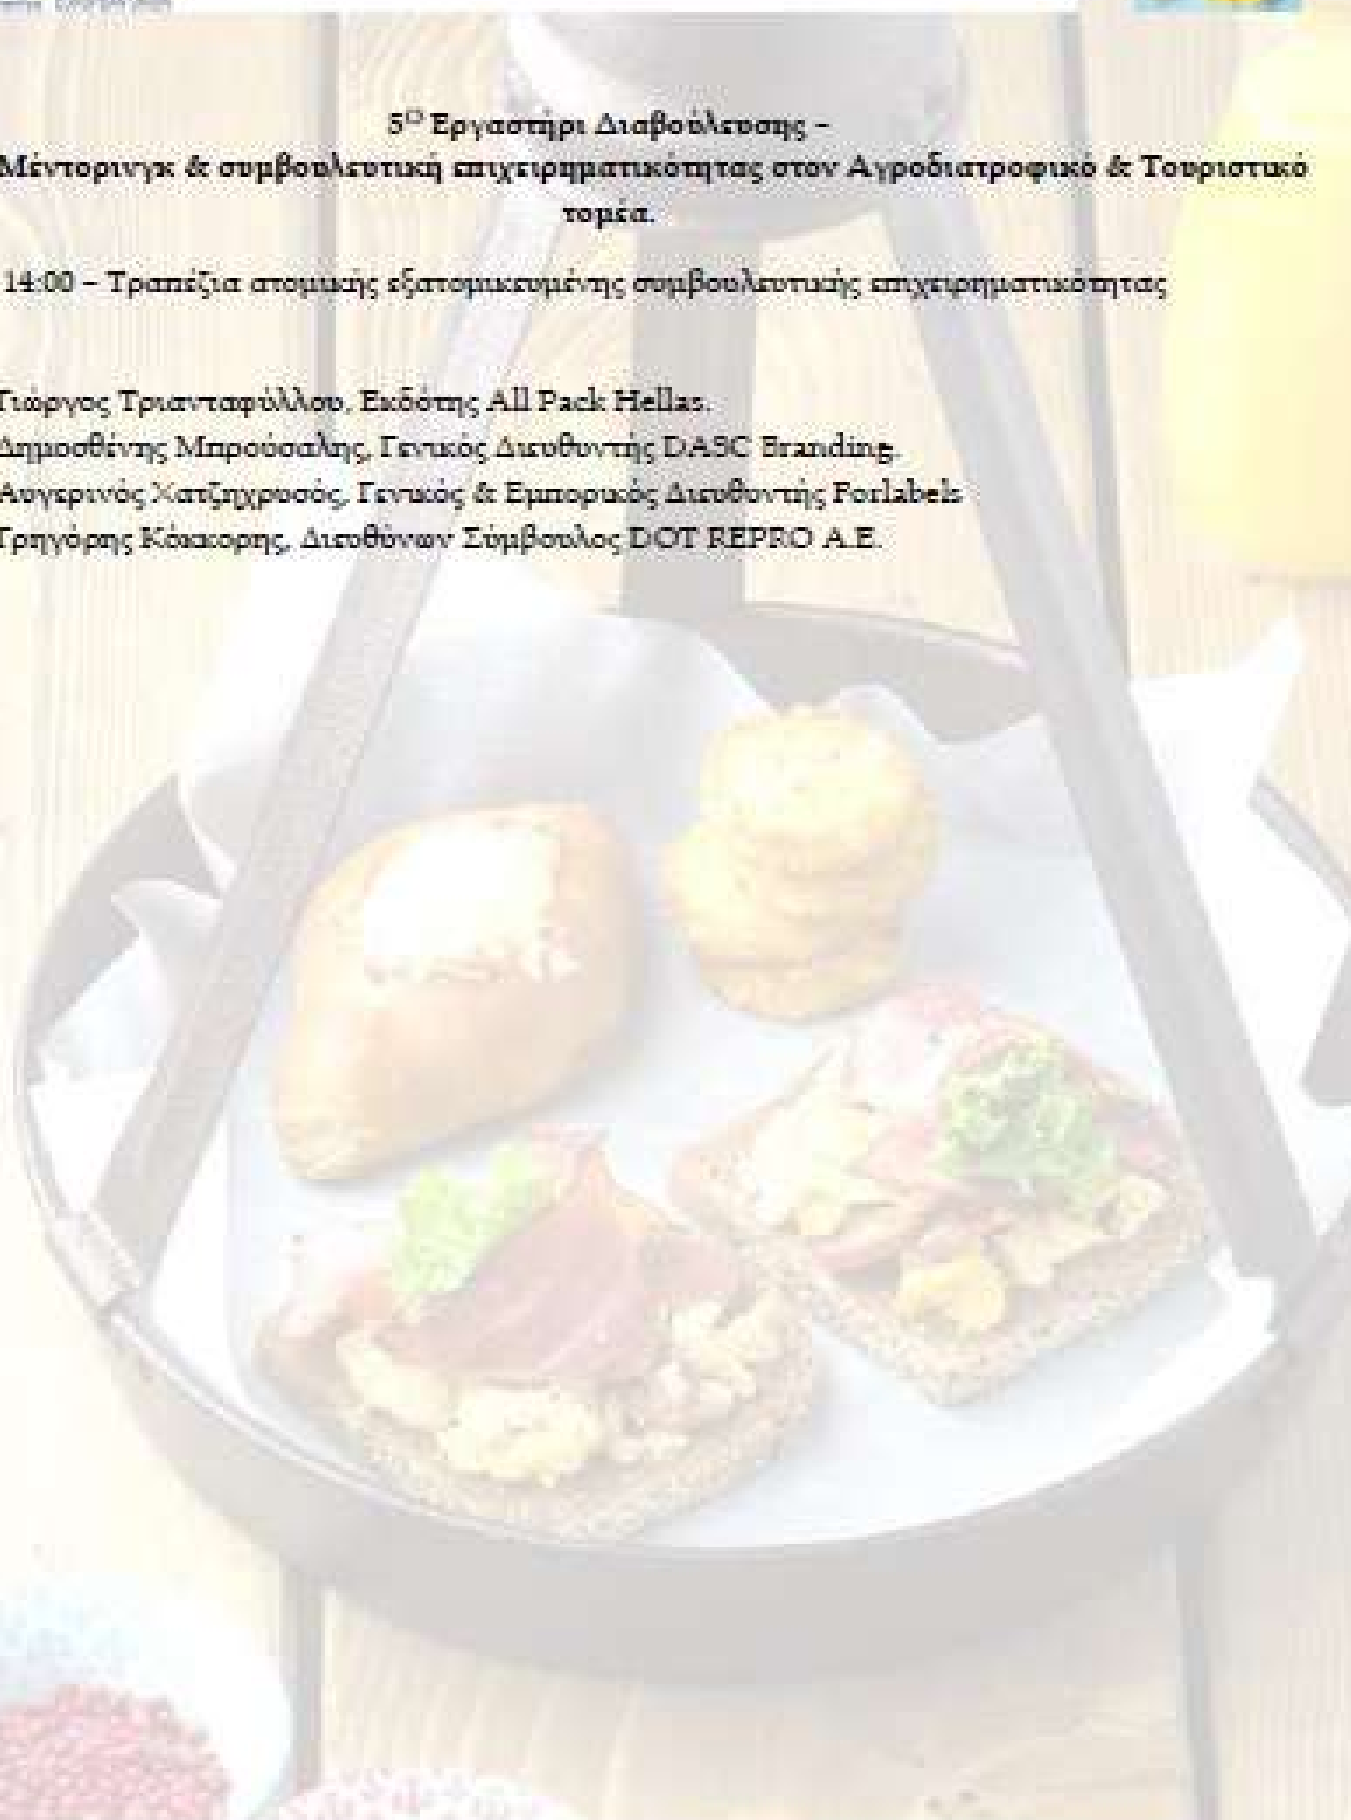 5ο Εργαστήρι Διαβούλευσης –
Μέντορινγκ & συμβουλευτική επιχειρηματικότητας στον Αγροδιατροφικό & Τουριστικό
τομέα.
14:00 – Τραπέζια ατομικής εξατομικευμένης συμβουλευτικής επιχειρηματικότητας
Γιώργος Τριανταφύλλου, Εκδότης All Pack Hellas.
Δημοσθένης Μπρούσαλης, Γενικός Διευθυντής DASC Branding.
Αυγερινός Χατζηχρυσός, Γενικός & Εμπορικός Διευθυντής Forlabels
Γρηγόρης Κόκκορης, Διευθύνων Σύμβουλος DOT REPRO A.E.